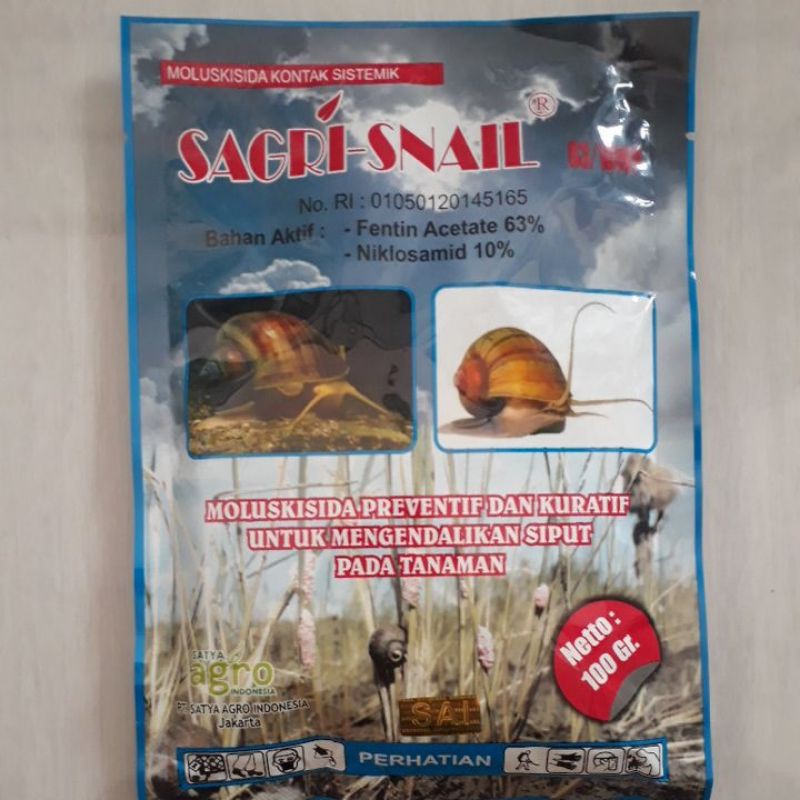 MOLUSKISIDA KONTAK SISTEMIK
SAGRI-SNAIL ®
No. RI : 01050120145165
Bahan Aktif : - Fentin Acetate 63%
- Niklosamid 10%
MOLUSKISIDA PREVENTIF DAN KURATIF
UNTUK MENGENDALIKAN SIPUT
PADA TANAMAN
Netto :
100 Gr.
SATYA
agro
INDONESIA
PT. SATYA AGRO INDONESIA
Jakarta
SAI
PERHATIAN